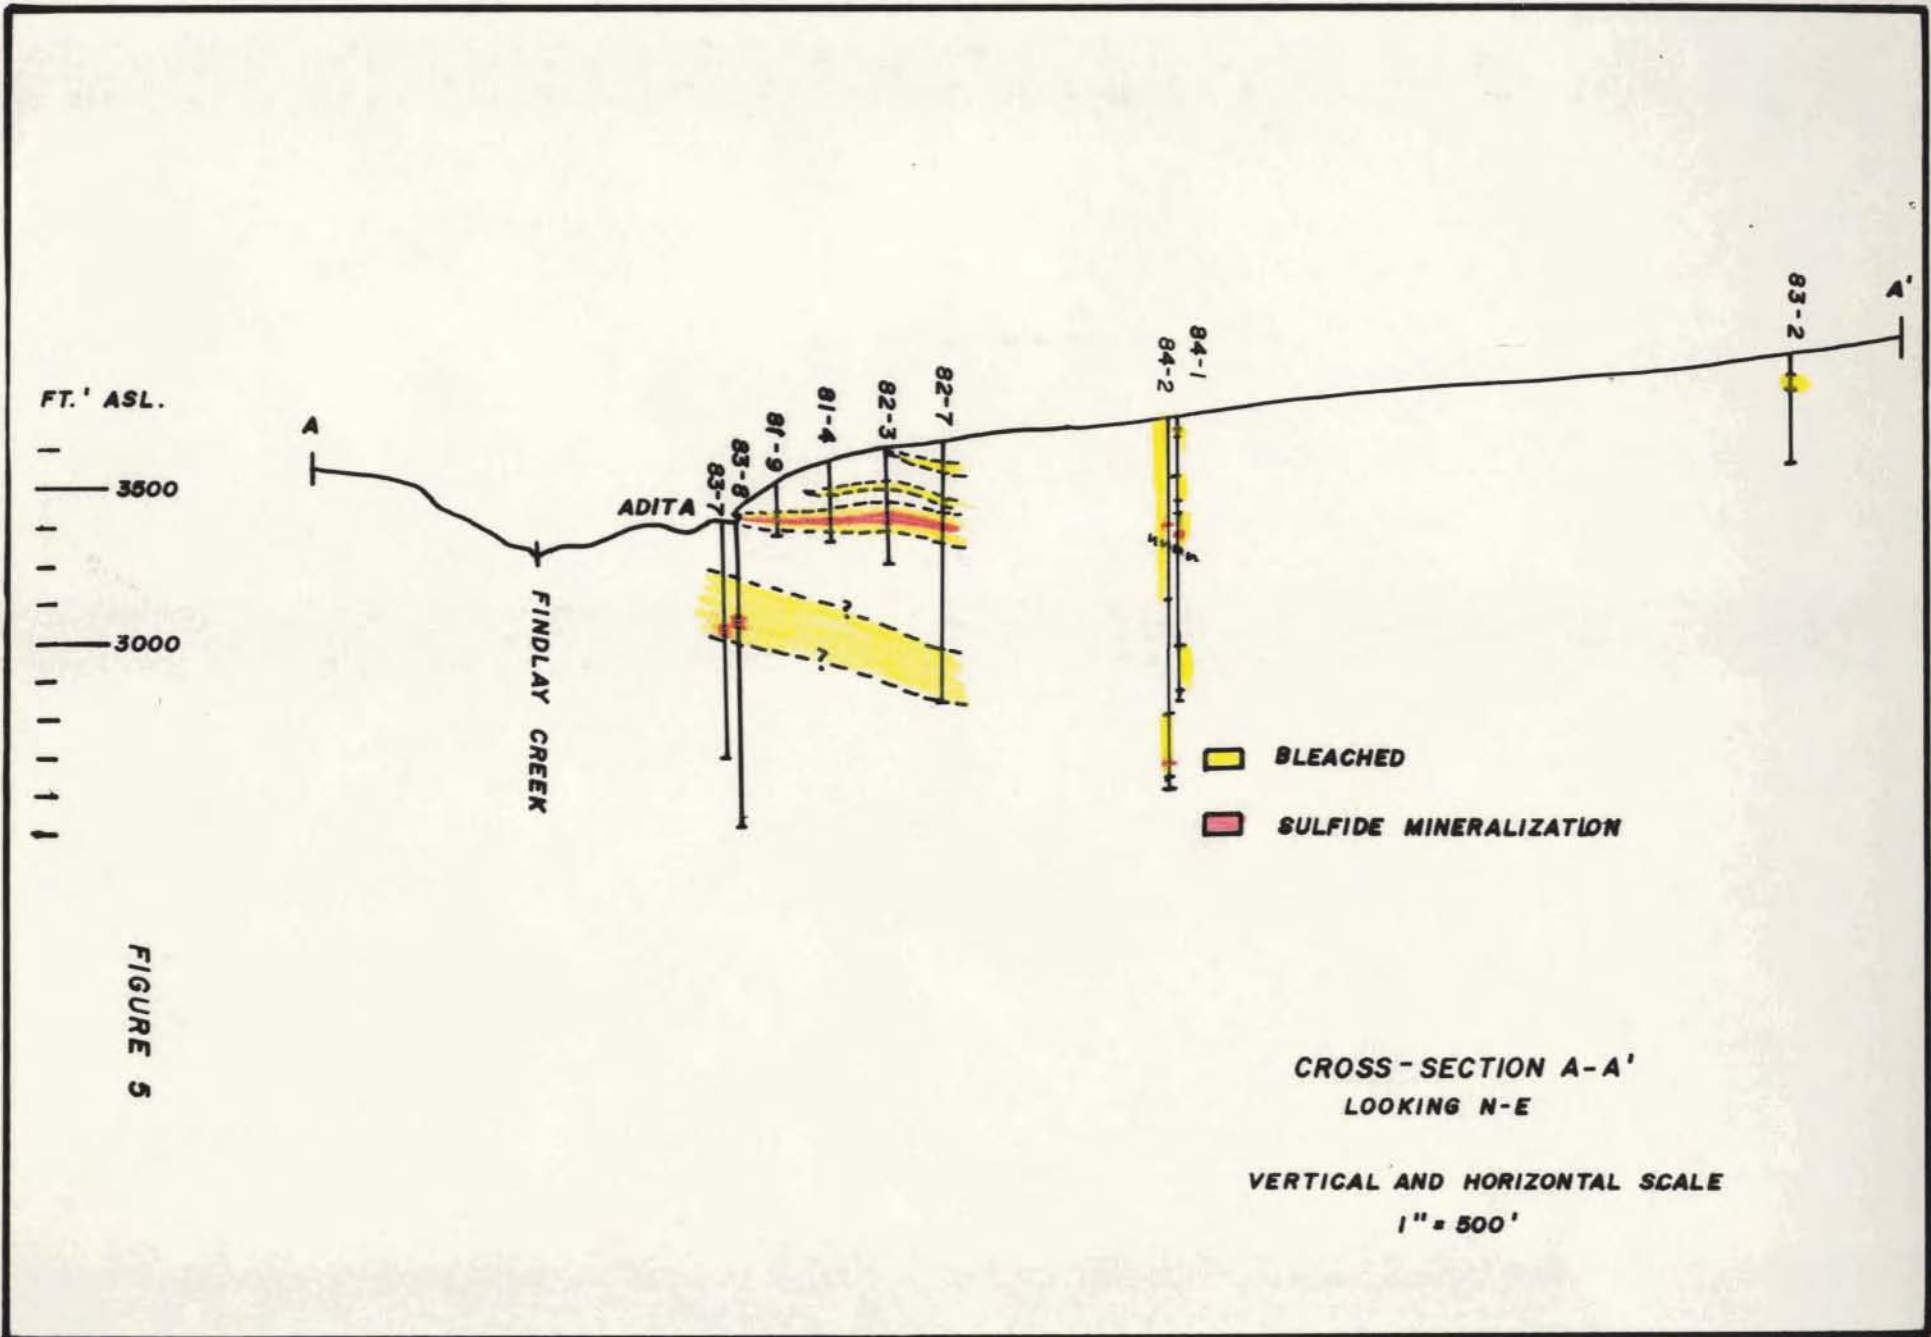 FT.' ASL.
3500
3000
A
FINDLAY CREEK
ADITA
83-7
83-8
81-9
81-4
82-3
82-7
84-2
84-1
83-2
A'
?
?
BLEACHED
SULFIDE MINERALIZATION
FIGURE 5
CROSS-SECTION A-A'
LOOKING N-E
VERTICAL AND HORIZONTAL SCALE
1" = 500'